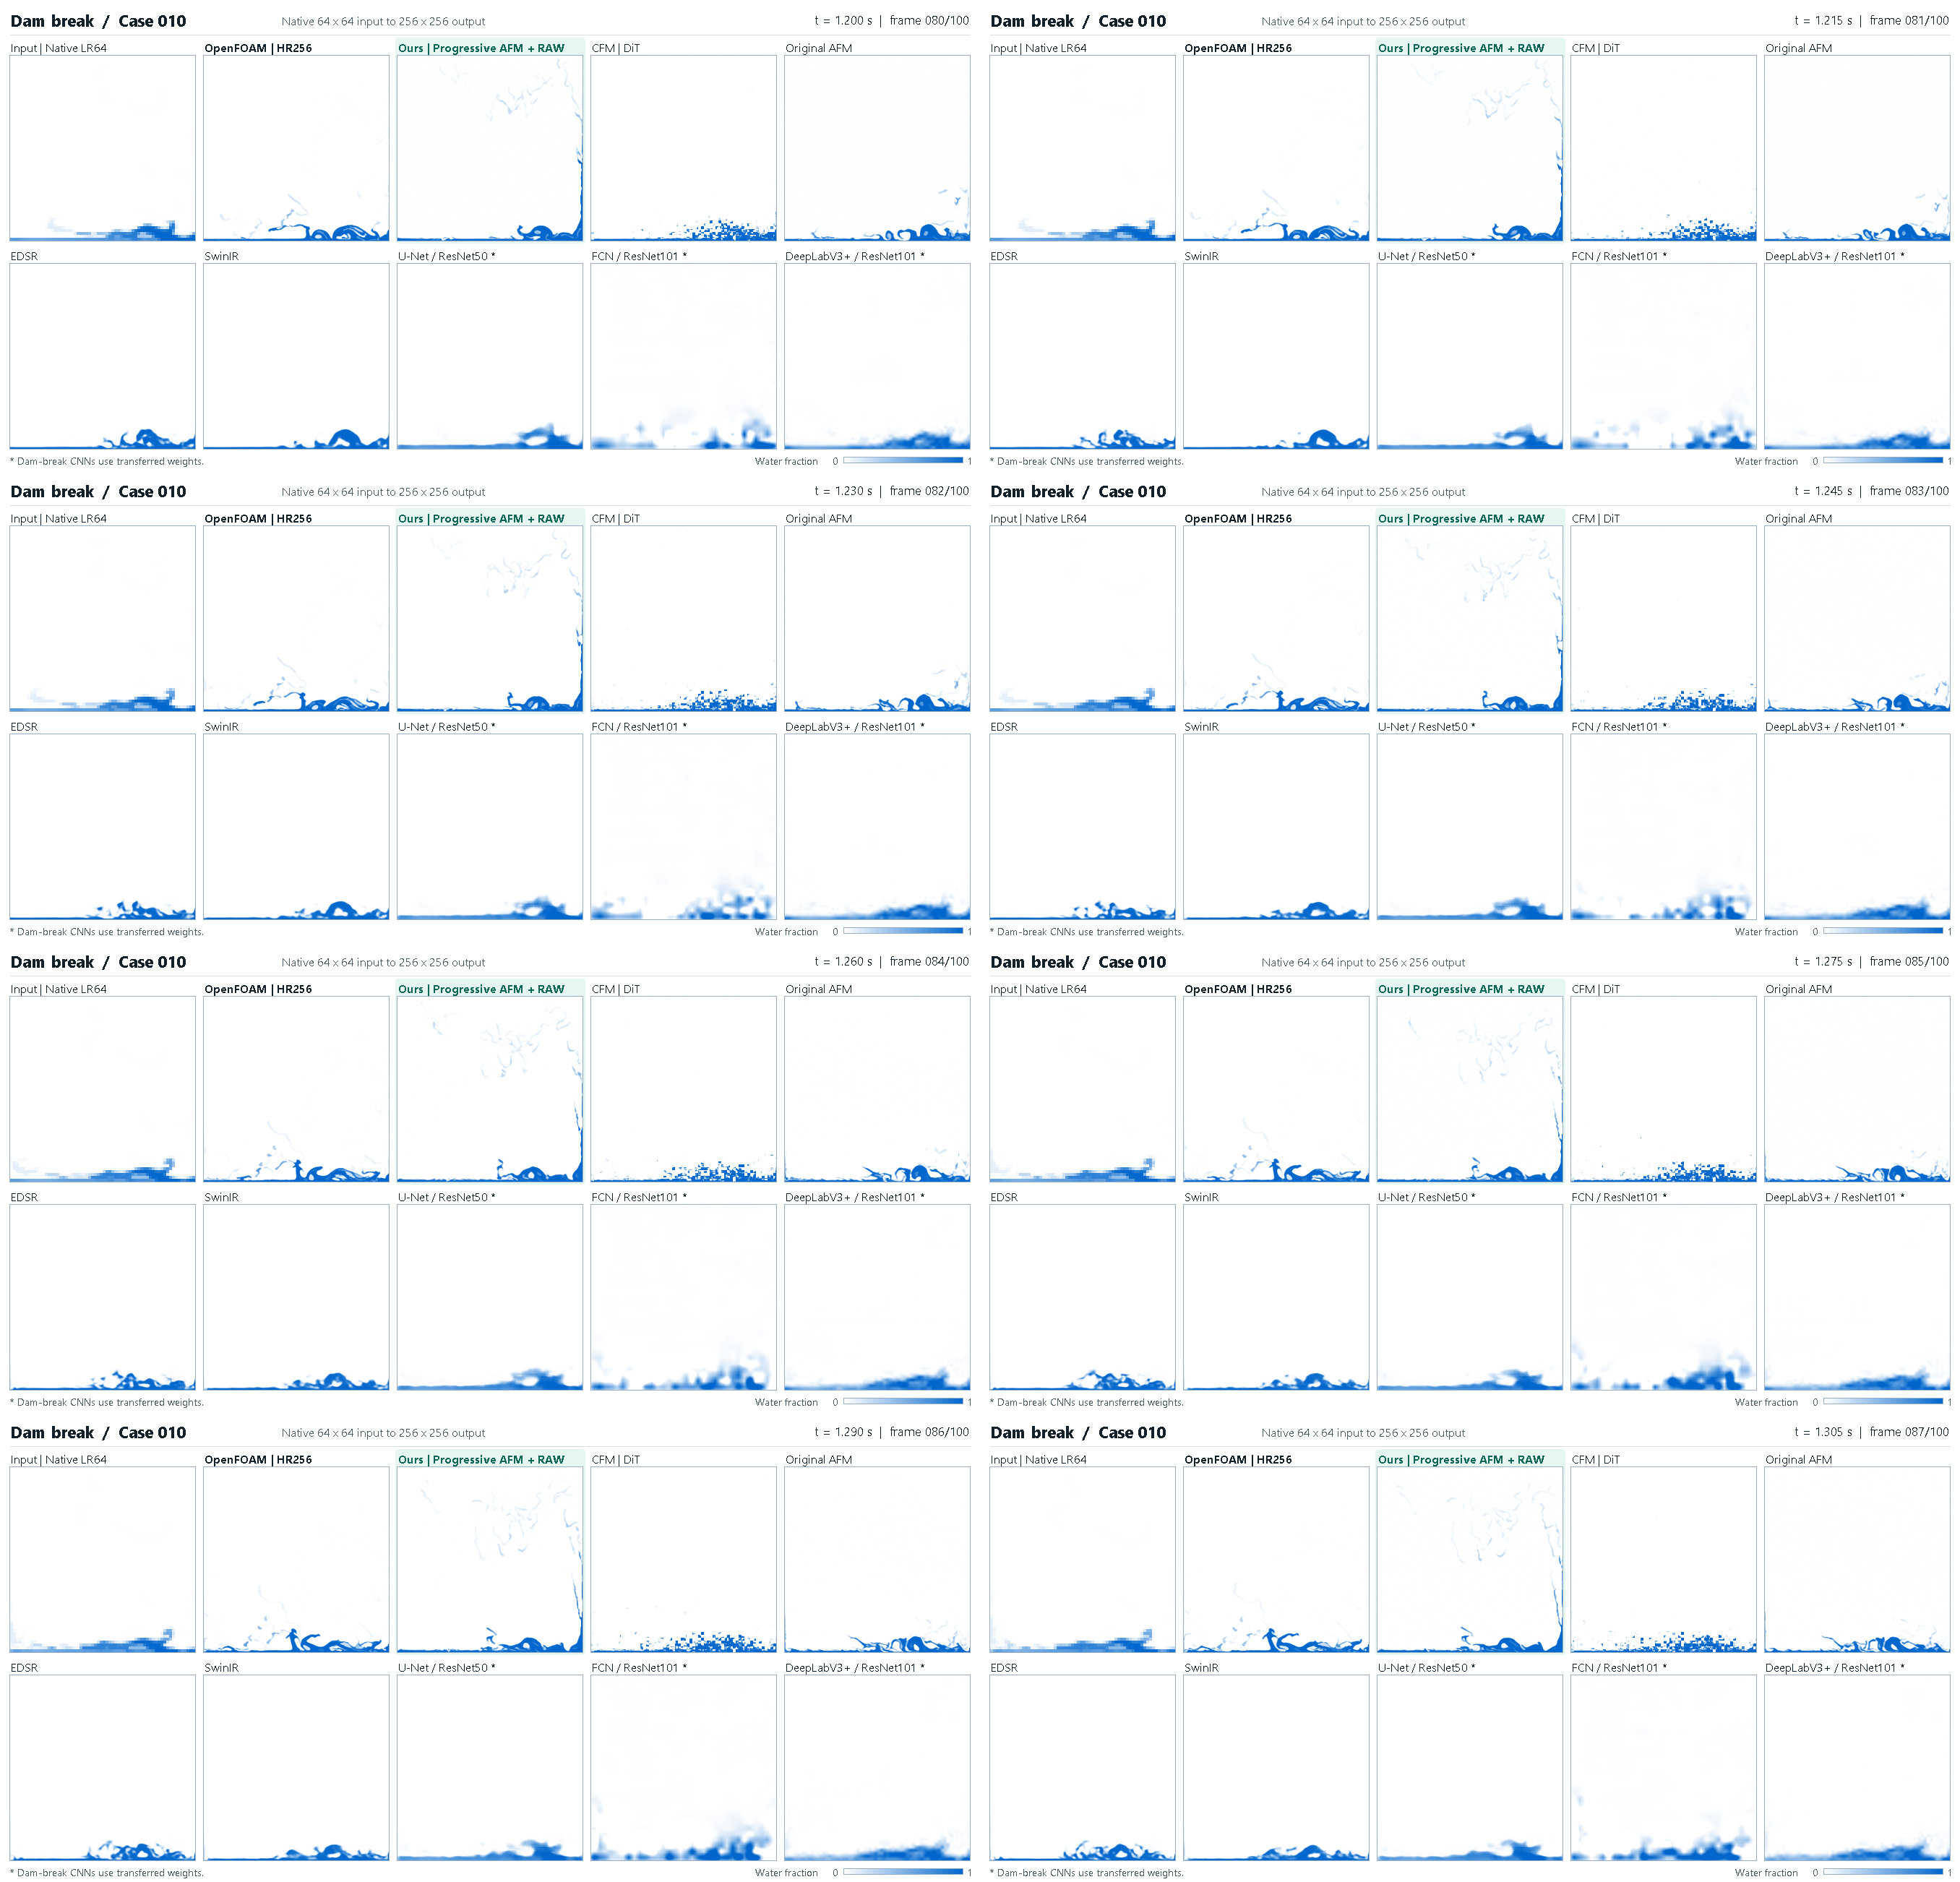 Dam break / Case 010 Native 64 x 64 input to 256 x 256 output t = 1.200 s | frame 080/100
Input | Native LR64 OpenFOAM | HR256 Ours | Progressive AFM + RAW CFM | DiT Original AFM
EDSR SwinIR U-Net / ResNet50 * FCN / ResNet101 * DeepLabV3+ / ResNet101 *
* Dam-break CNNs use transferred weights. Water fraction 0 1
Dam break / Case 010 Native 64 x 64 input to 256 x 256 output t = 1.215 s | frame 081/100
Input | Native LR64 OpenFOAM | HR256 Ours | Progressive AFM + RAW CFM | DiT Original AFM
EDSR SwinIR U-Net / ResNet50 * FCN / ResNet101 * DeepLabV3+ / ResNet101 *
* Dam-break CNNs use transferred weights. Water fraction 0 1
Dam break / Case 010 Native 64 x 64 input to 256 x 256 output t = 1.230 s | frame 082/100
Input | Native LR64 OpenFOAM | HR256 Ours | Progressive AFM + RAW CFM | DiT Original AFM
EDSR SwinIR U-Net / ResNet50 * FCN / ResNet101 * DeepLabV3+ / ResNet101 *
* Dam-break CNNs use transferred weights. Water fraction 0 1
Dam break / Case 010 Native 64 x 64 input to 256 x 256 output t = 1.245 s | frame 083/100
Input | Native LR64 OpenFOAM | HR256 Ours | Progressive AFM + RAW CFM | DiT Original AFM
EDSR SwinIR U-Net / ResNet50 * FCN / ResNet101 * DeepLabV3+ / ResNet101 *
* Dam-break CNNs use transferred weights. Water fraction 0 1
Dam break / Case 010 Native 64 x 64 input to 256 x 256 output t = 1.260 s | frame 084/100
Input | Native LR64 OpenFOAM | HR256 Ours | Progressive AFM + RAW CFM | DiT Original AFM
EDSR SwinIR U-Net / ResNet50 * FCN / ResNet101 * DeepLabV3+ / ResNet101 *
* Dam-break CNNs use transferred weights. Water fraction 0 1
Dam break / Case 010 Native 64 x 64 input to 256 x 256 output t = 1.275 s | frame 085/100
Input | Native LR64 OpenFOAM | HR256 Ours | Progressive AFM + RAW CFM | DiT Original AFM
EDSR SwinIR U-Net / ResNet50 * FCN / ResNet101 * DeepLabV3+ / ResNet101 *
* Dam-break CNNs use transferred weights. Water fraction 0 1
Dam break / Case 010 Native 64 x 64 input to 256 x 256 output t = 1.290 s | frame 086/100
Input | Native LR64 OpenFOAM | HR256 Ours | Progressive AFM + RAW CFM | DiT Original AFM
EDSR SwinIR U-Net / ResNet50 * FCN / ResNet101 * DeepLabV3+ / ResNet101 *
* Dam-break CNNs use transferred weights. Water fraction 0 1
Dam break / Case 010 Native 64 x 64 input to 256 x 256 output t = 1.305 s | frame 087/100
Input | Native LR64 OpenFOAM | HR256 Ours | Progressive AFM + RAW CFM | DiT Original AFM
EDSR SwinIR U-Net / ResNet50 * FCN / ResNet101 * DeepLabV3+ / ResNet101 *
* Dam-break CNNs use transferred weights. Water fraction 0 1